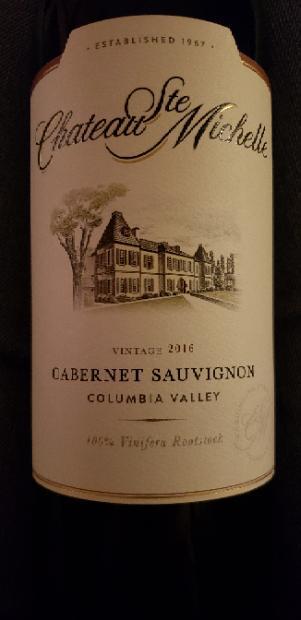 · ESTABLISHED 1967 ·
Chateau Ste Michelle
VINTAGE 2016
CABERNET SAUVIGNON
COLUMBIA VALLEY
100% Vinifera Rootstock